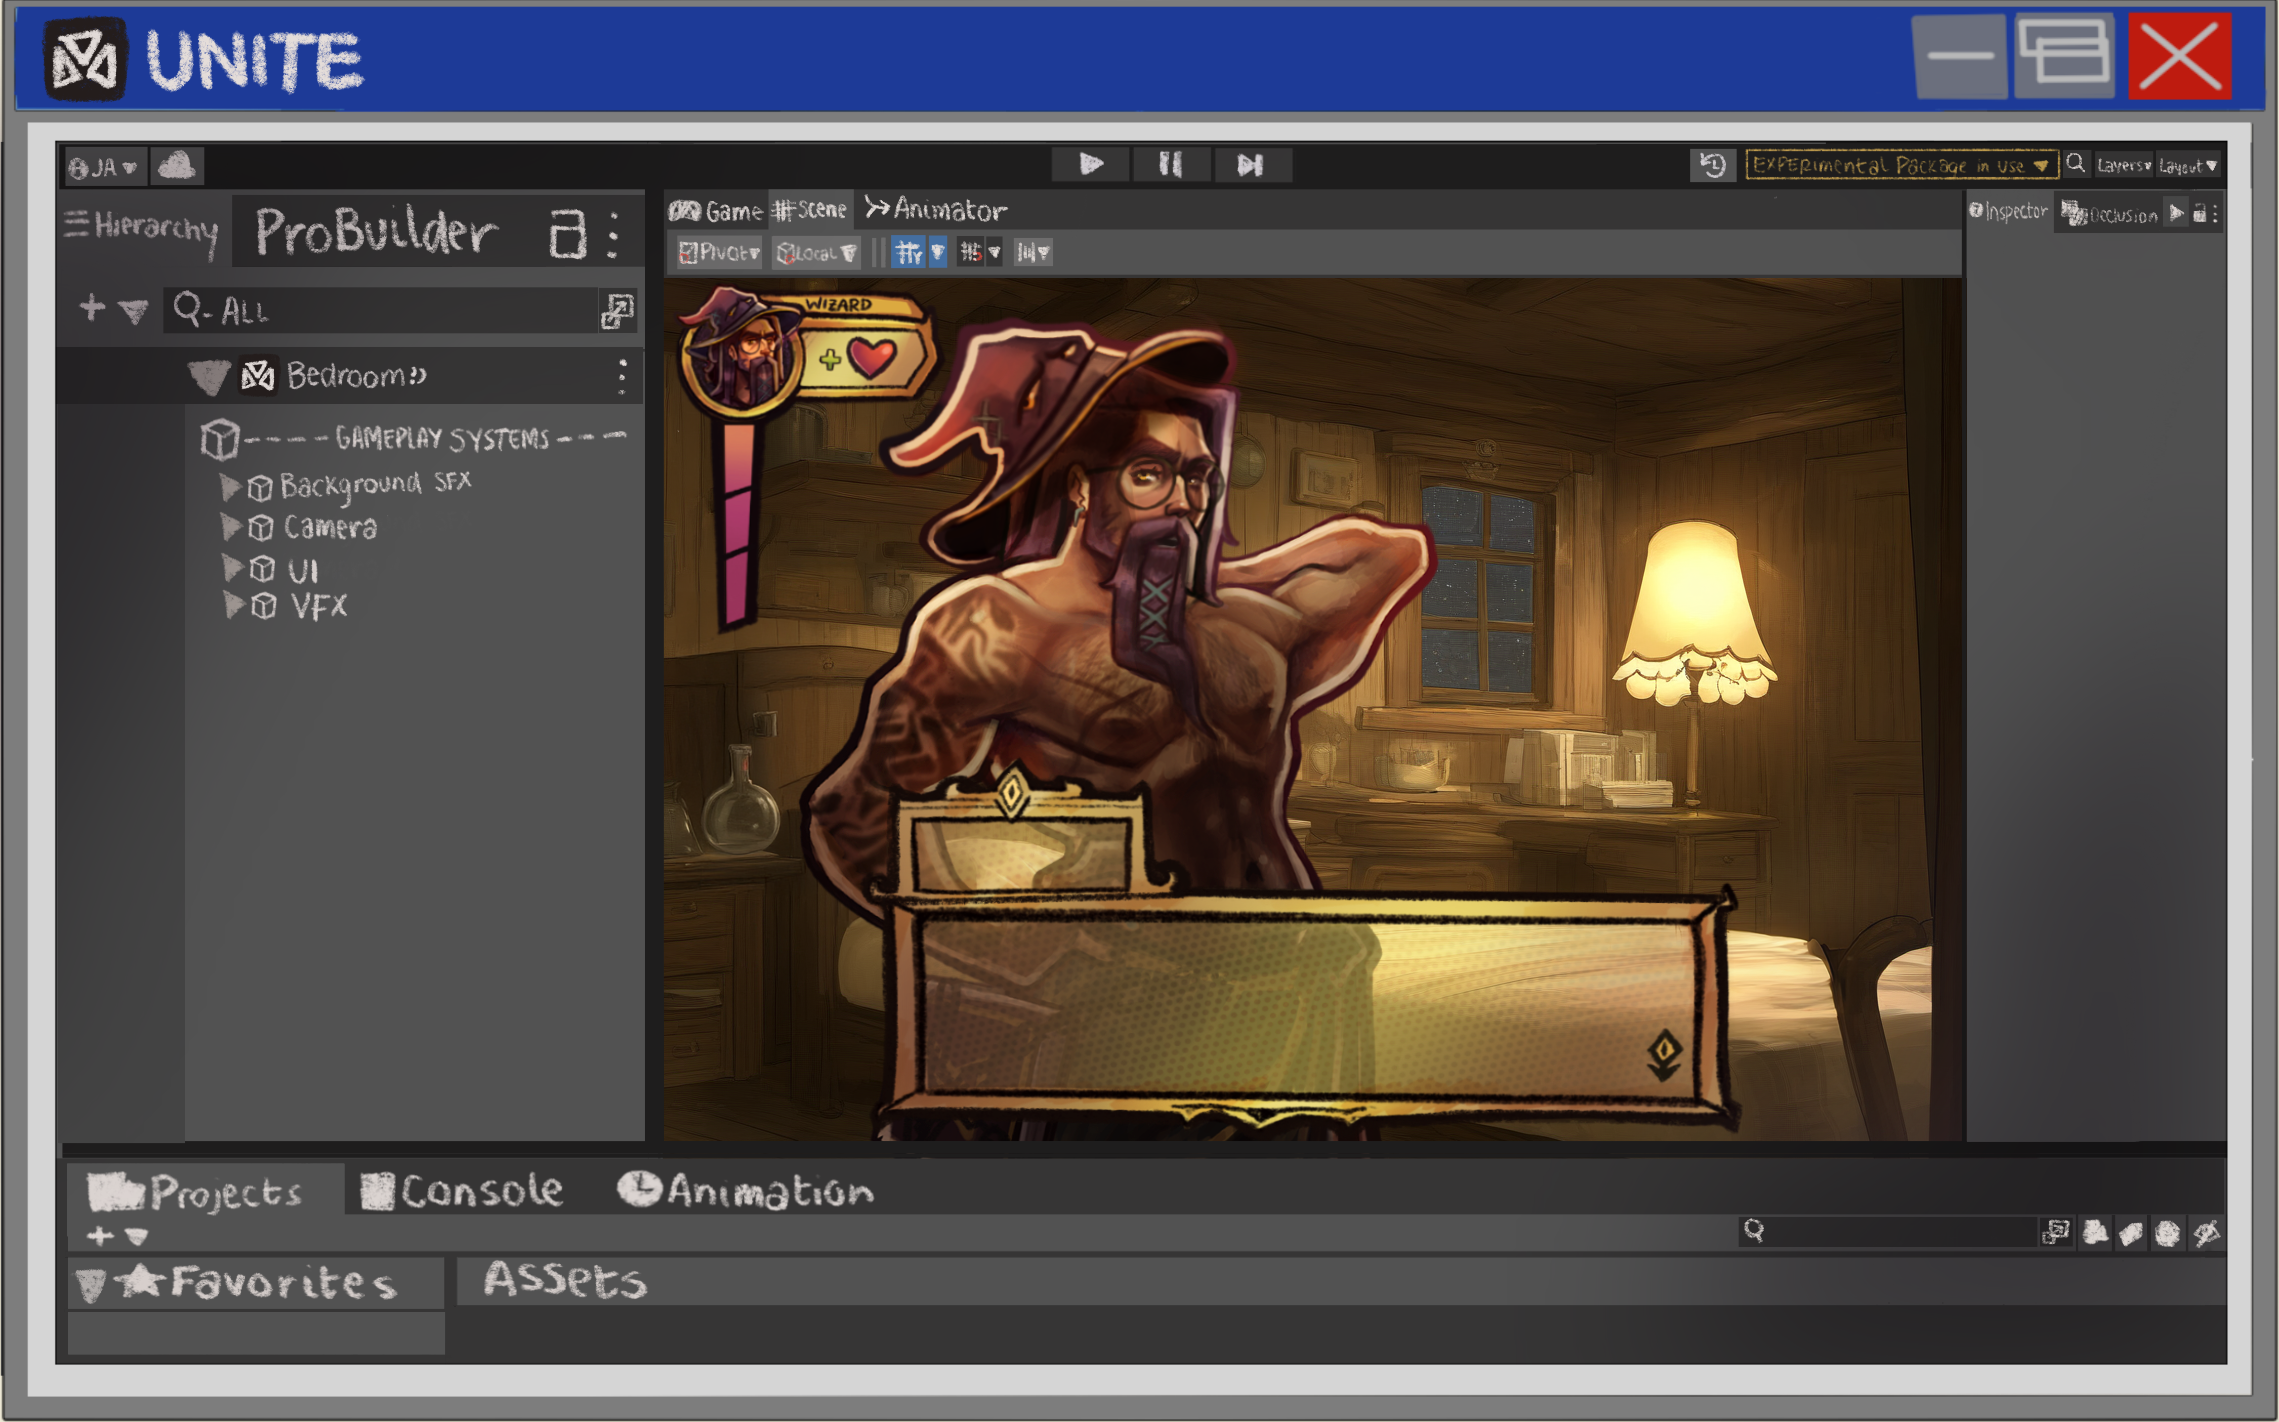 UNITE
JA
EXPERimental Package in use
Layers
Layout
Hierarchy
ProBuilder
Game
Scene
Animator
Inspector
Occlusion
Pivot
Local
ALL
WIZARD
Bedroom
---- GAMEPLAY SYSTEMS ---
Background SFX
Camera
UI
VFX
Projects
Console
Animation
Favorites
Assets